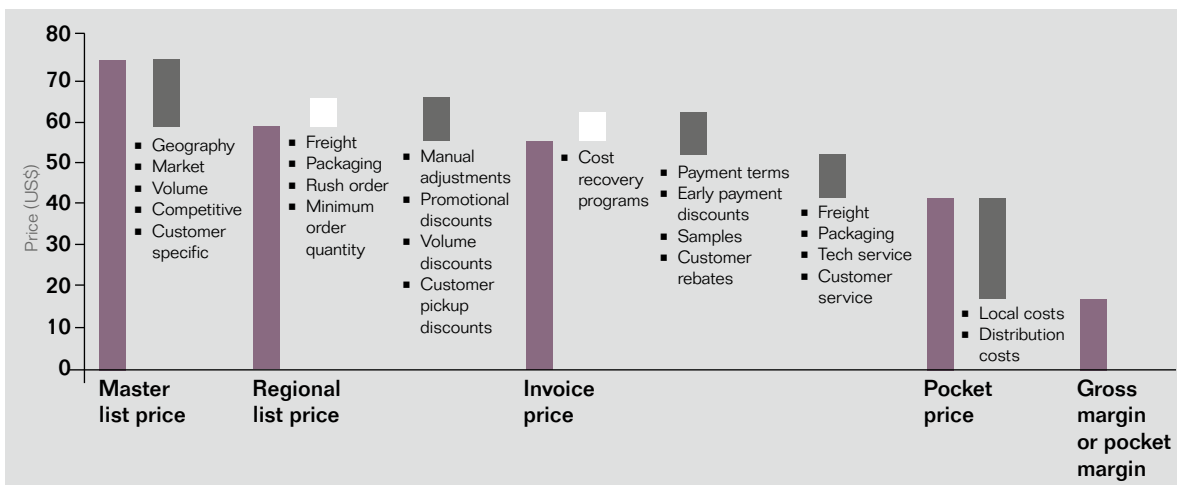 Price (US$)
80
70
60
50
40
30
20
10
0
▪ Geography
▪ Market
▪ Volume
▪ Competitive
▪ Customer
specific
▪ Freight
▪ Packaging
▪ Rush order
▪ Minimum
order
quantity
▪ Manual
adjustments
▪ Promotional
discounts
▪ Volume
discounts
▪ Customer
pickup
discounts
▪ Cost
recovery
programs
▪ Payment terms
▪ Early payment
discounts
▪ Samples
▪ Customer
rebates
▪ Freight
▪ Packaging
▪ Tech service
▪ Customer
service
▪ Local costs
▪ Distribution
costs
Master
list price
Regional
list price
Invoice
price
Pocket
price
Gross
margin
or pocket
margin